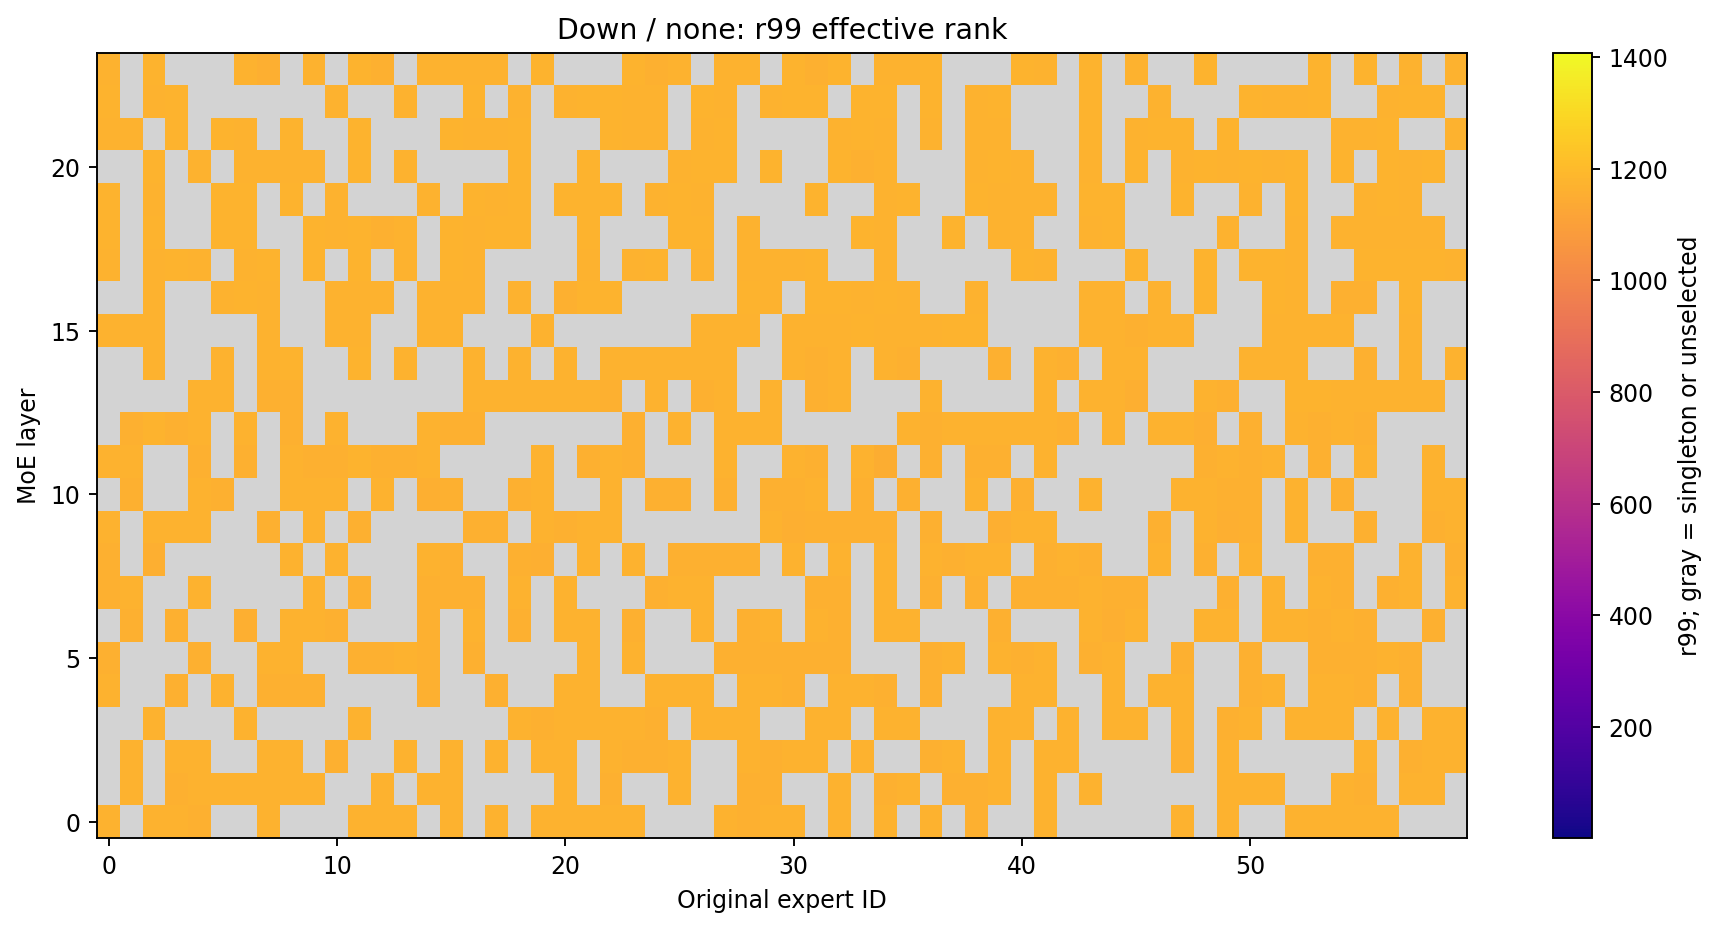 Down / none: r99 effective rank
MoE layer
20
15
10
5
0
0 10 20 30 40 50
Original expert ID
1400
1200
1000
800
600
400
200
r99; gray = singleton or unselected